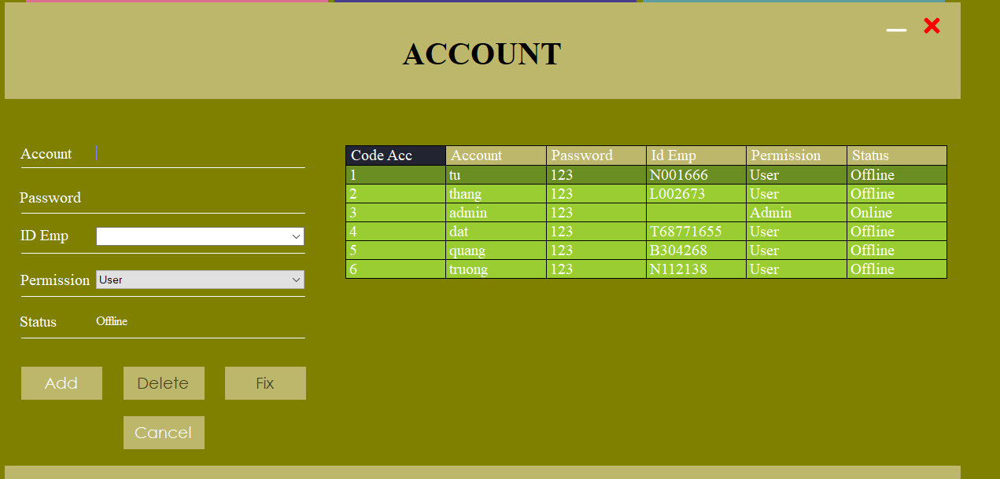 ACCOUNT
Account
Password
ID Emp
Permission User
Status Offline
Add Delete Fix
Cancel
Code Acc Account Password Id Emp Permission Status
1 tu 123 N001666 User Offline
2 thang 123 L002673 User Offline
3 admin 123 Admin Online
4 dat 123 T68771655 User Offline
5 quang 123 B304268 User Offline
6 truong 123 N112138 User Offline